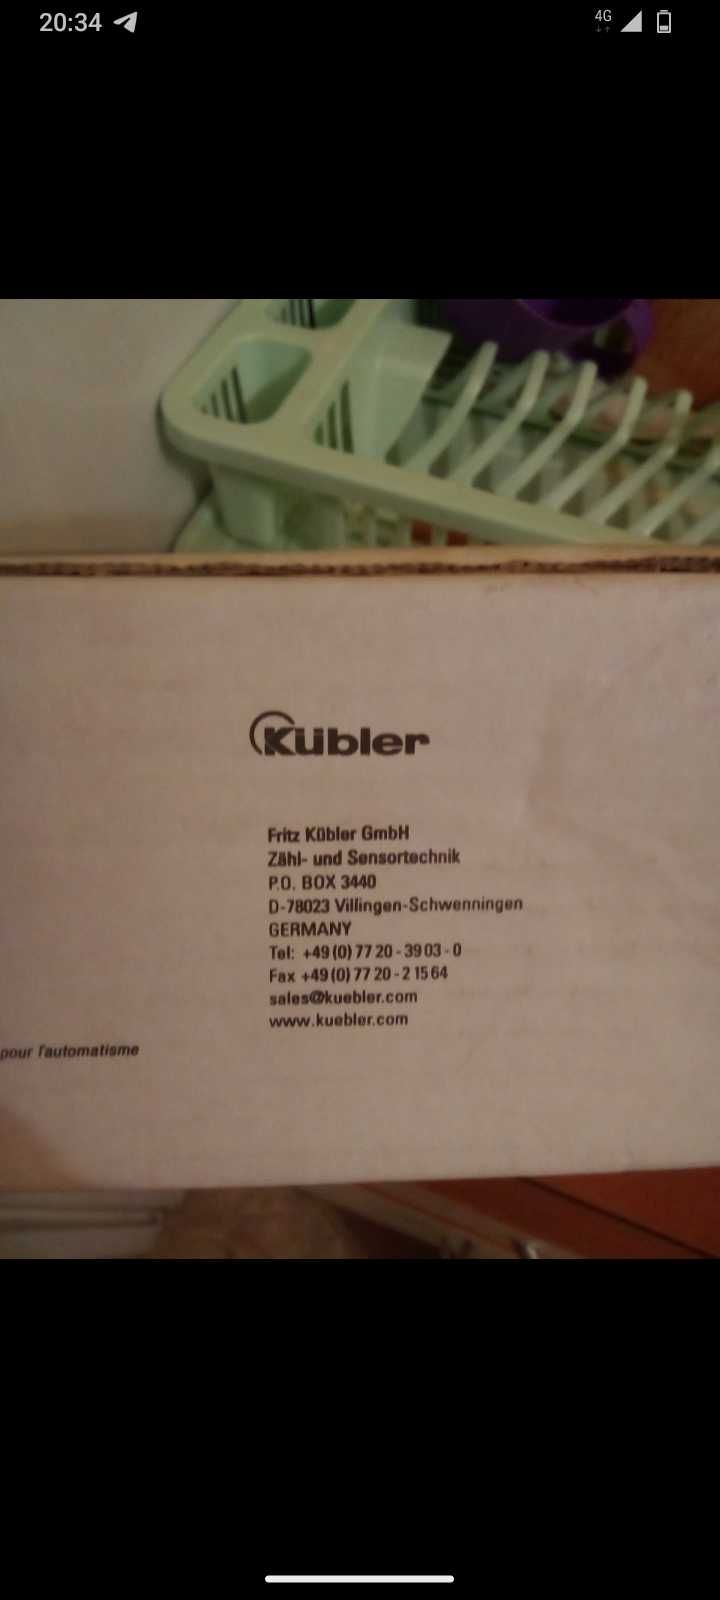 20:34
4G
Kübler
Fritz Kübler GmbH
Zähl- und Sensortechnik
P.O. BOX 3440
D-78023 Villingen-Schwenningen
GERMANY
Tel: +49 (0) 77 20 - 39 03 - 0
Fax +49 (0) 77 20 - 2 15 64
sales@kuebler.com
www.kuebler.com
pour l'automatisme